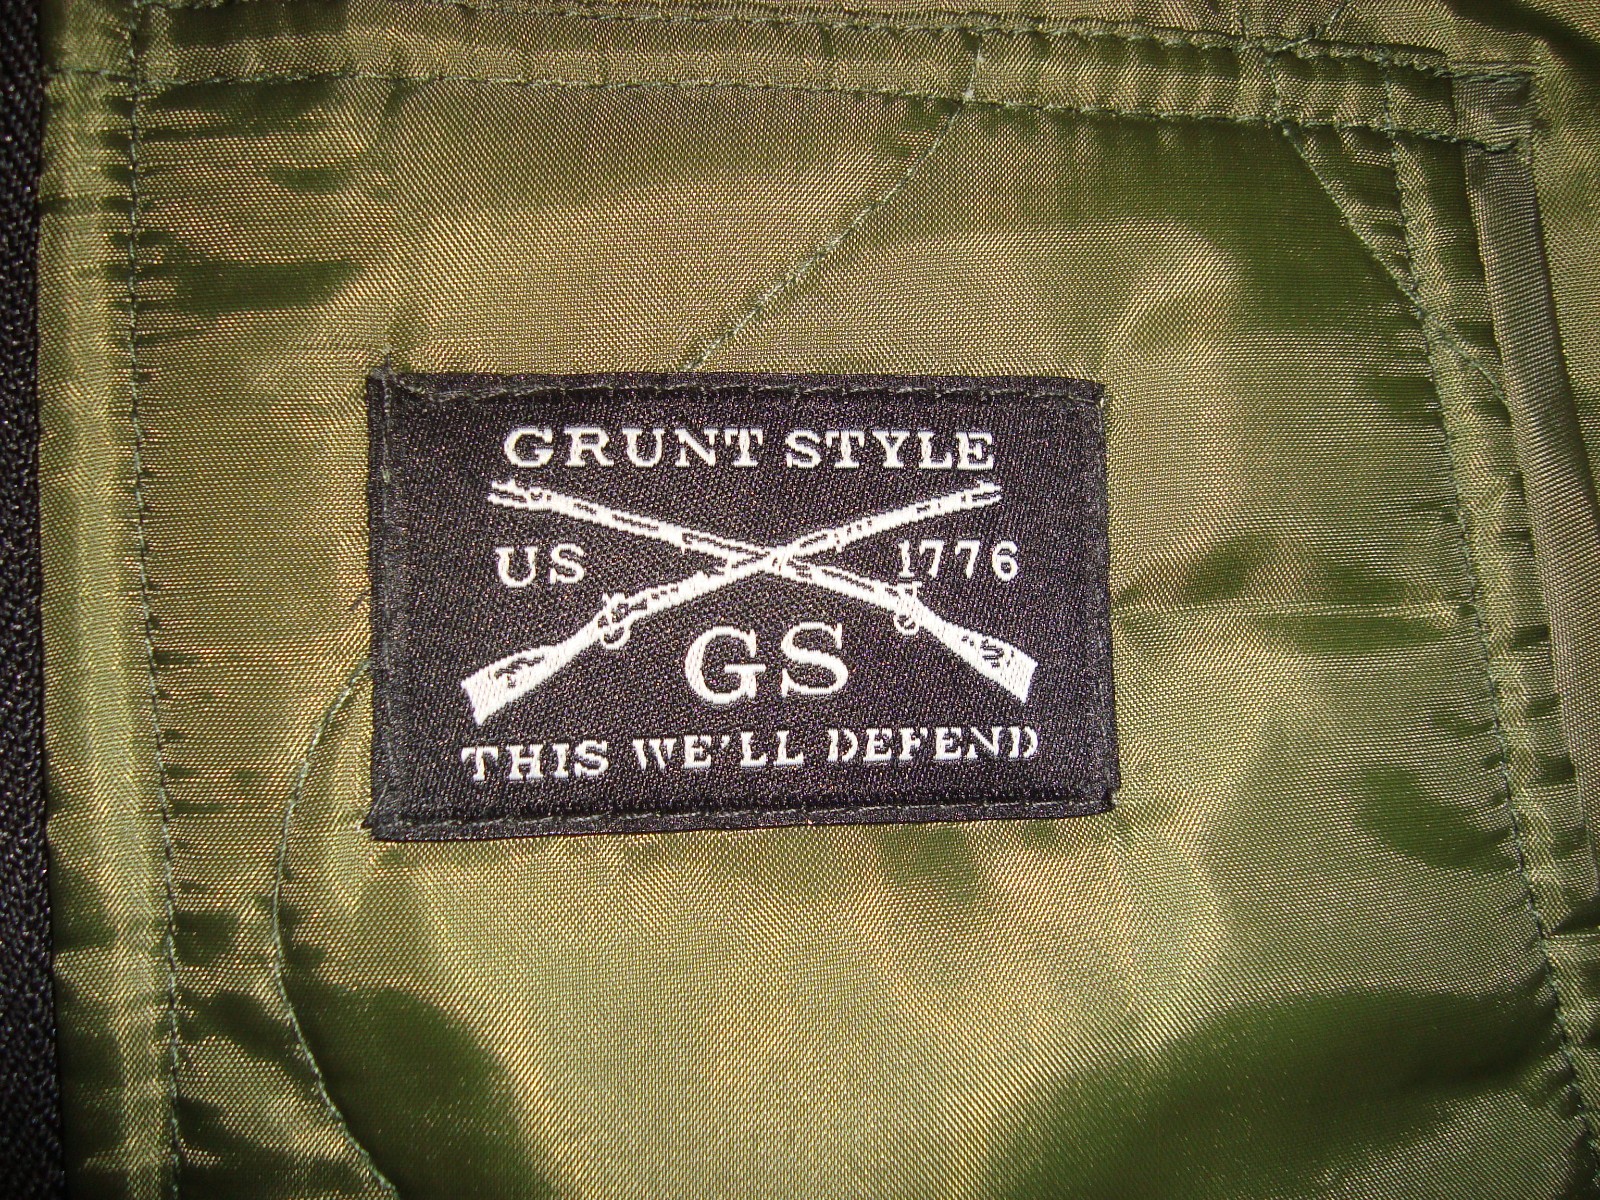 GRUNT STYLE
US 1776
GS
THIS WE'LL DEFEND